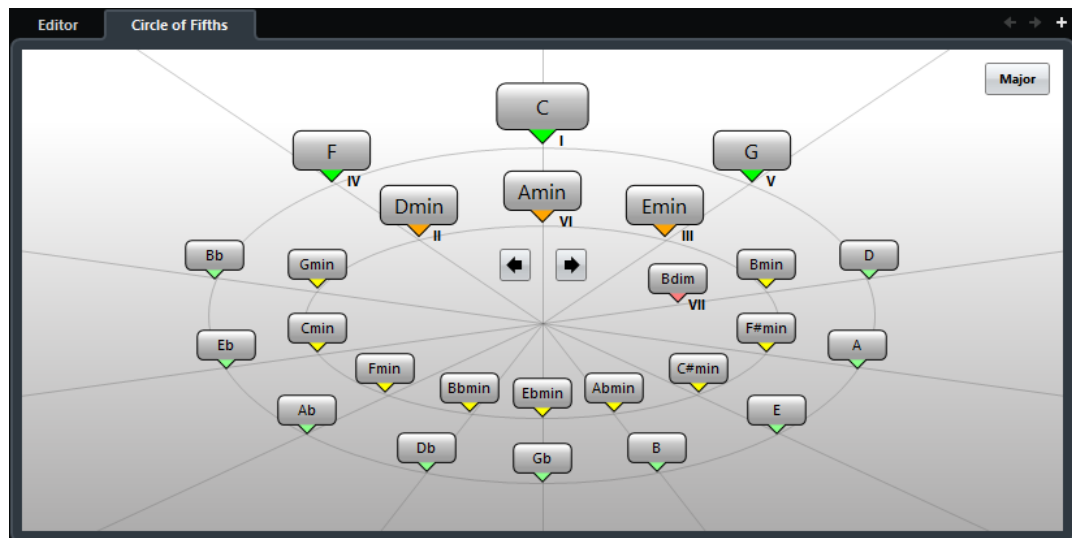 Editor
Circle of Fifths
Major
C
I
F
IV
G
V
Amin
VI
Dmin
II
Emin
III
Bb
Gmin
Bdim
VII
Bmin
D
Eb
Cmin
F#min
A
Fmin
C#min
Bbmin
Ebmin
Abmin
Ab
E
Db
Gb
B